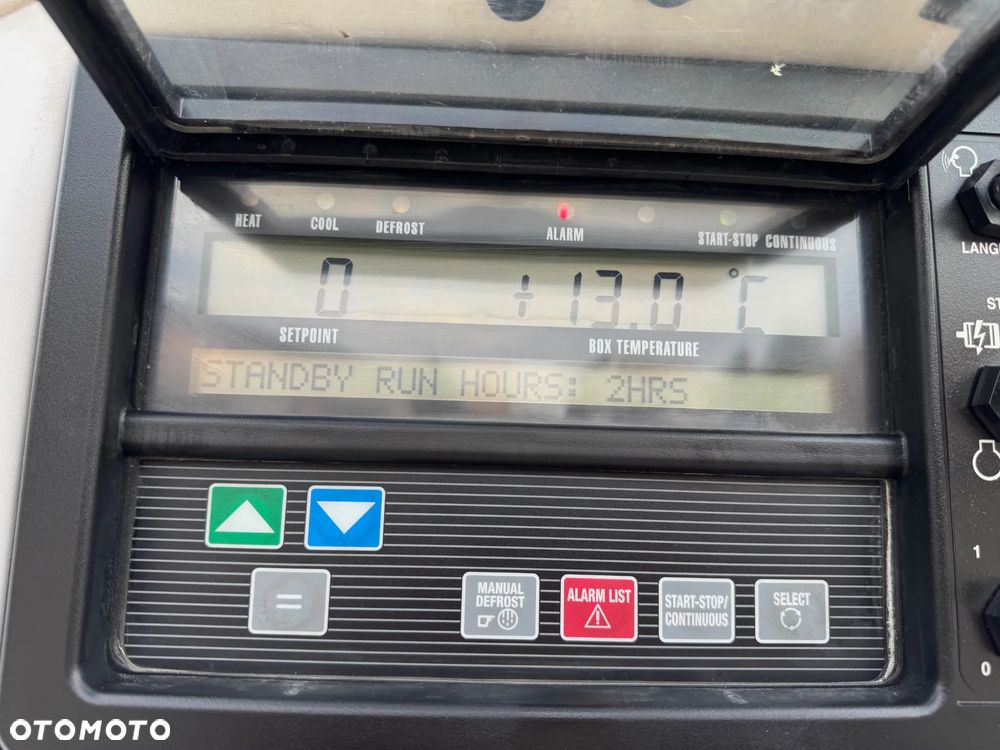 HEAT COOL DEFROST ALARM START-STOP CONTINUOUS
0 +13.0 °C
SETPOINT BOX TEMPERATURE
STANDBY RUN HOURS: 2HRS
=
MANUAL
DEFROST
ALARM LIST
START-STOP/
CONTINUOUS
SELECT
1
0
OTOMOTO